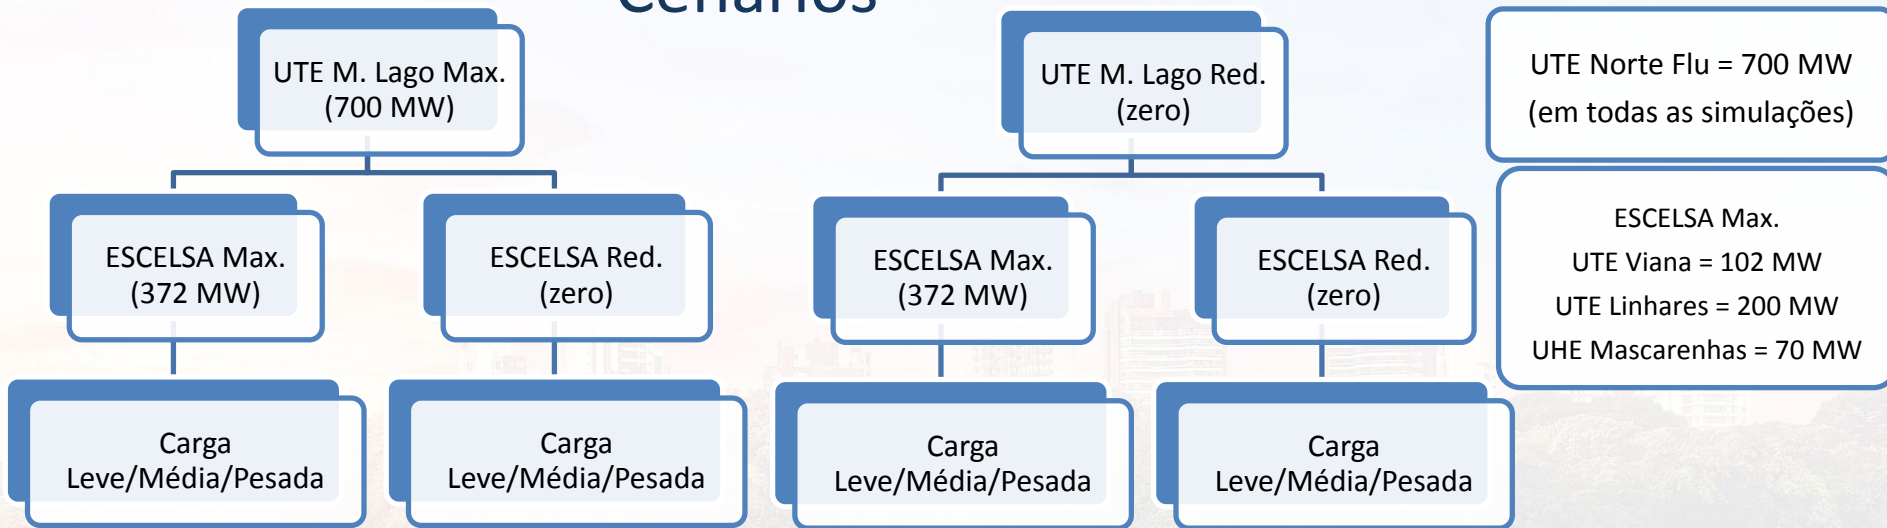 Cenários
UTE M. Lago Max.
(700 MW)
UTE M. Lago Red.
(zero)
UTE Norte Flu = 700 MW
(em todas as simulações)
ESCELSA Max.
(372 MW)
ESCELSA Red.
(zero)
ESCELSA Max.
(372 MW)
ESCELSA Red.
(zero)
ESCELSA Max.
UTE Viana = 102 MW
UTE Linhares = 200 MW
UHE Mascarenhas = 70 MW
Carga
Leve/Média/Pesada
Carga
Leve/Média/Pesada
Carga
Leve/Média/Pesada
Carga
Leve/Média/Pesada